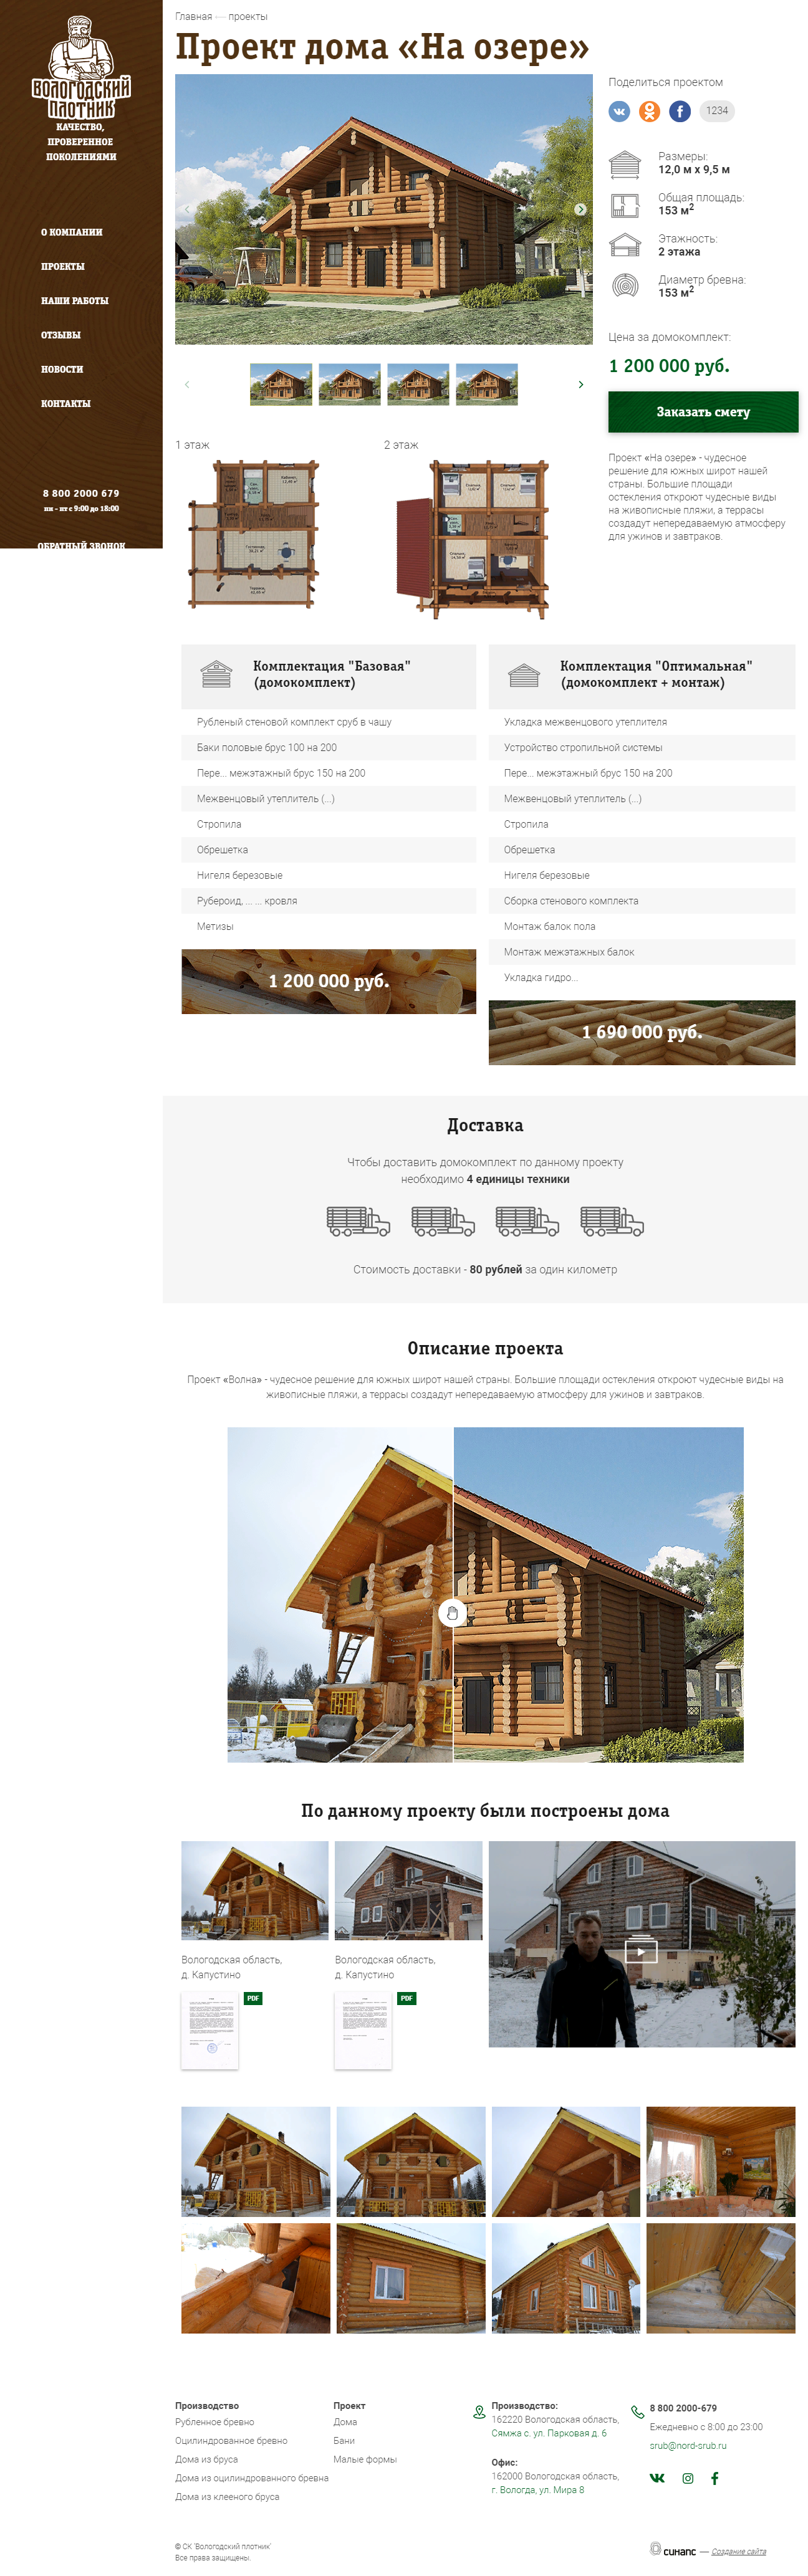 ВОЛОГОДСКИЙ
ПЛОТНИК
КАЧЕСТВО,
ПРОВЕРЕННОЕ
ПОКОЛЕНИЯМИ
О КОМПАНИИ
ПРОЕКТЫ
НАШИ РАБОТЫ
ОТЗЫВЫ
НОВОСТИ
КОНТАКТЫ
8 800 2000 679
пн - пт с 9:00 до 18:00
ОБРАТНЫЙ ЗВОНОК
Главная — проекты
Проект дома «На озере»
Поделиться проектом
1234
Размеры:
12,0 м х 9,5 м
Общая площадь:
153 м2
Этажность:
2 этажа
Диаметр бревна:
153 м2
Цена за домокомплект:
1 200 000 руб.
Заказать смету
Проект «На озере» - чудесное
решение для южных широт нашей
страны. Большие площади
остекления откроют чудесные виды
на живописные пляжи, а террасы
создадут непередаваемую атмосферу
для ужинов и завтраков.
1 этаж
2 этаж
Комплектация "Базовая"
(домокомплект)
Рубленый стеновой комплект сруб в чашу
Баки половые брус 100 на 200
Пере... межэтажный брус 150 на 200
Межвенцовый утеплитель (...)
Стропила
Обрешетка
Нигеля березовые
Рубероид, ... ... кровля
Метизы
1 200 000 руб.
Комплектация "Оптимальная"
(домокомплект + монтаж)
Укладка межвенцового утеплителя
Устройство стропильной системы
Пере... межэтажный брус 150 на 200
Межвенцовый утеплитель (...)
Стропила
Обрешетка
Нигеля березовые
Сборка стенового комплекта
Монтаж балок пола
Монтаж межэтажных балок
Укладка гидро...
1 690 000 руб.
Доставка
Чтобы доставить домокомплект по данному проекту
необходимо 4 единицы техники
Стоимость доставки - 80 рублей за один километр
Описание проекта
Проект «Волна» - чудесное решение для южных широт нашей страны. Большие площади остекления откроют чудесные виды на
живописные пляжи, а террасы создадут непередаваемую атмосферу для ужинов и завтраков.
По данному проекту были построены дома
Вологодская область,
д. Капустино
PDF
Вологодская область,
д. Капустино
PDF
Производство
Рубленное бревно
Оцилиндрованное бревно
Дома из бруса
Дома из оцилиндрованного бревна
Дома из клееного бруса
Проект
Дома
Бани
Малые формы
Производство:
162220 Вологодская область,
Сямжа с. ул. Парковая д. 6
Офис:
162000 Вологодская область,
г. Вологда, ул. Мира 8
8 800 2000-679
Ежедневно с 8:00 до 23:00
srub@nord-srub.ru
© СК 'Вологодский плотник'
Все права защищены.
синапс — Создание сайта